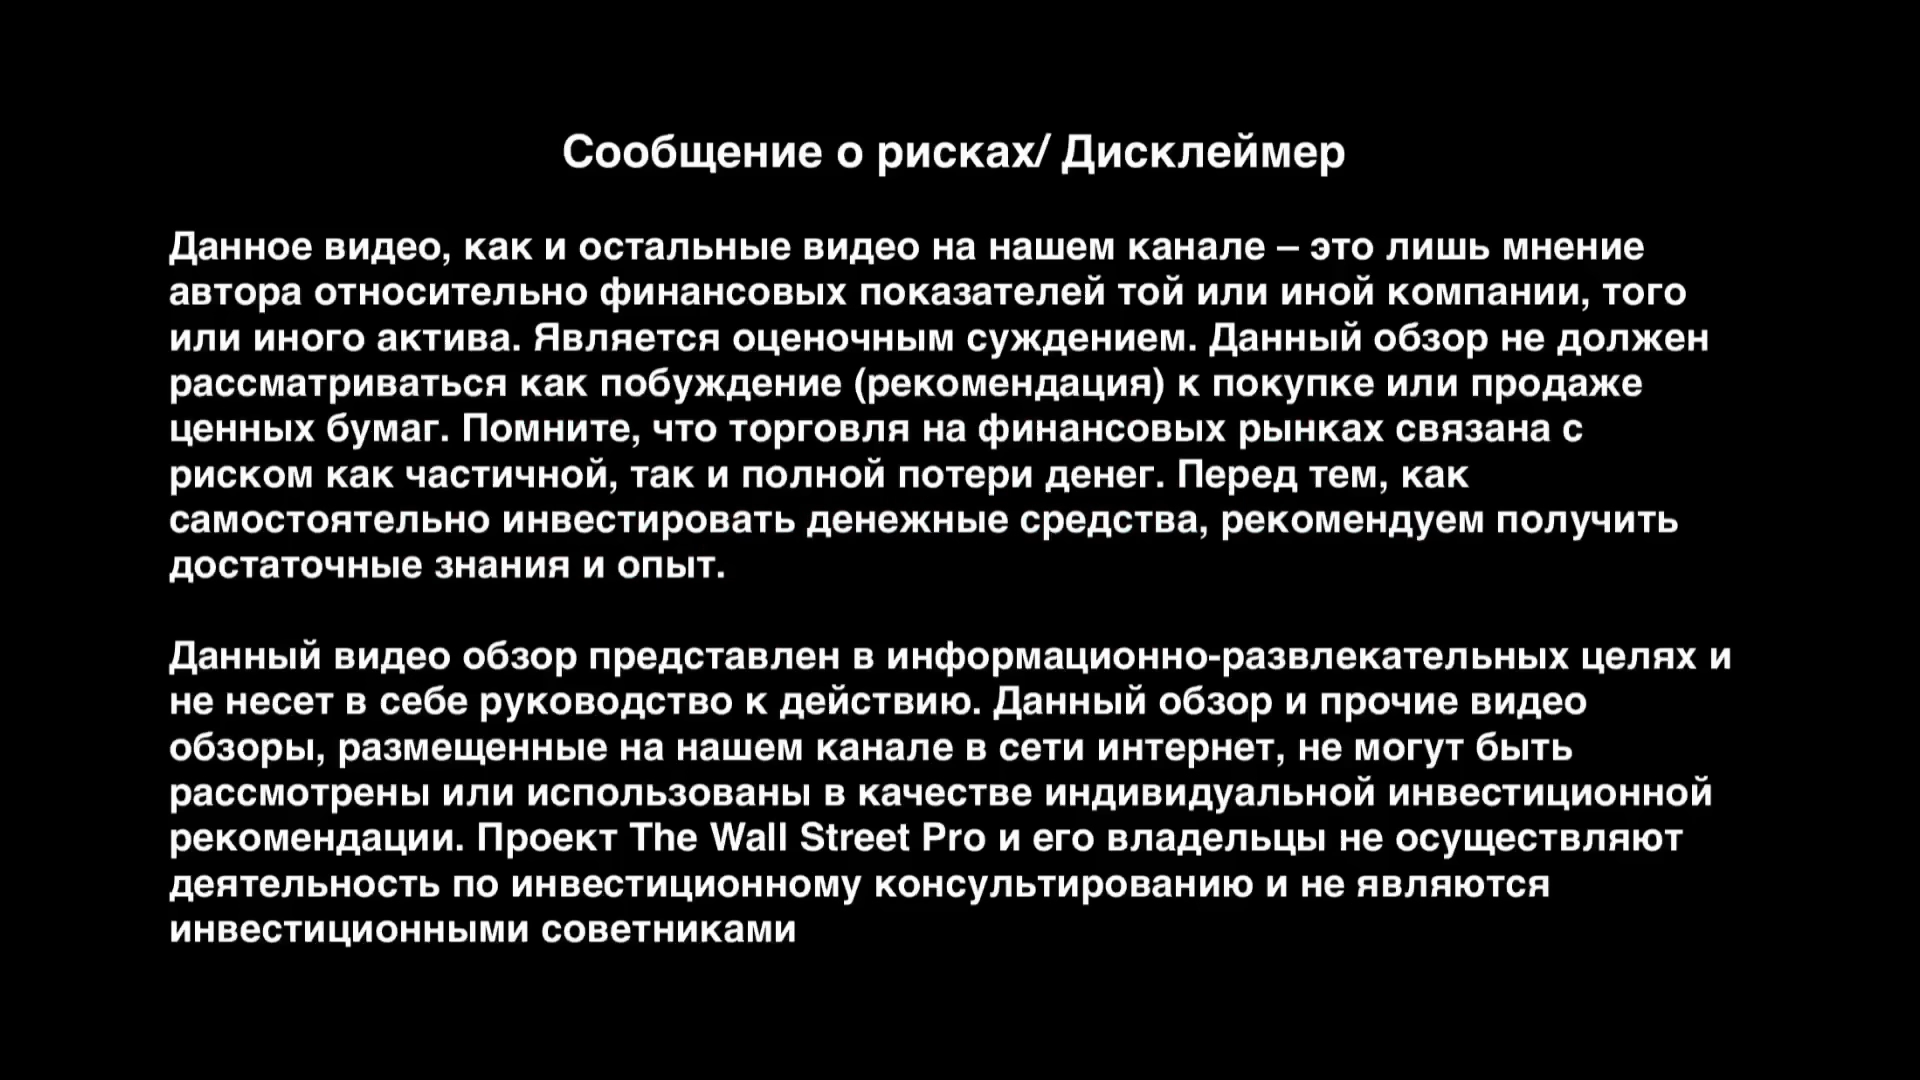 Сообщение о рисках/ Дисклеймер
Данное видео, как и остальные видео на нашем канале – это лишь мнение
автора относительно финансовых показателей той или иной компании, того
или иного актива. Является оценочным суждением. Данный обзор не должен
рассматриваться как побуждение (рекомендация) к покупке или продаже
ценных бумаг. Помните, что торговля на финансовых рынках связана с
риском как частичной, так и полной потери денег. Перед тем, как
самостоятельно инвестировать денежные средства, рекомендуем получить
достаточные знания и опыт.
Данный видео обзор представлен в информационно-развлекательных целях и
не несет в себе руководство к действию. Данный обзор и прочие видео
обзоры, размещенные на нашем канале в сети интернет, не могут быть
рассмотрены или использованы в качестве индивидуальной инвестиционной
рекомендации. Проект The Wall Street Pro и его владельцы не осуществляют
деятельность по инвестиционному консультированию и не являются
инвестиционными советниками